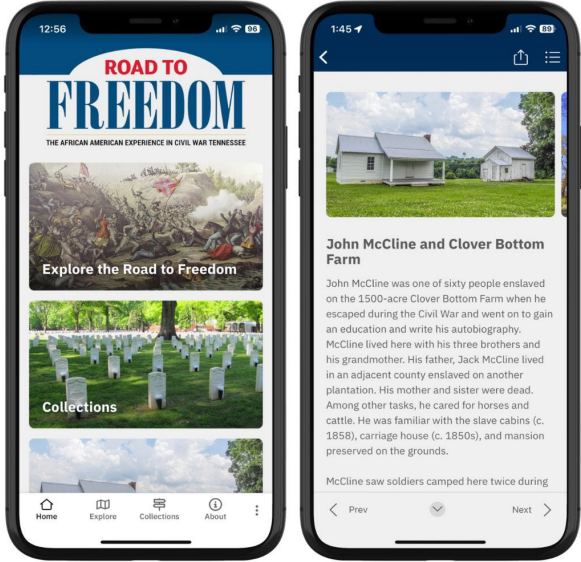 12:56
96
ROAD TO
FREEDOM
THE AFRICAN AMERICAN EXPERIENCE IN CIVIL WAR TENNESSEE
Explore the Road to Freedom
Collections
Home
Explore
Collections
About
1:45
89
John McCline and Clover Bottom
Farm
John McCline was one of sixty people enslaved
on the 1500-acre Clover Bottom Farm when he
escaped during the Civil War and went on to gain
an education and write his autobiography.
McCline lived here with his three brothers and
his grandmother. His father, Jack McCline lived
in an adjacent county enslaved on another
plantation. His mother and sister were dead.
Among other tasks, he cared for horses and
cattle. He was familiar with the slave cabins (c.
1858), carriage house (c. 1850s), and mansion
preserved on the grounds.
McCline saw soldiers camped here twice during
Prev
Next